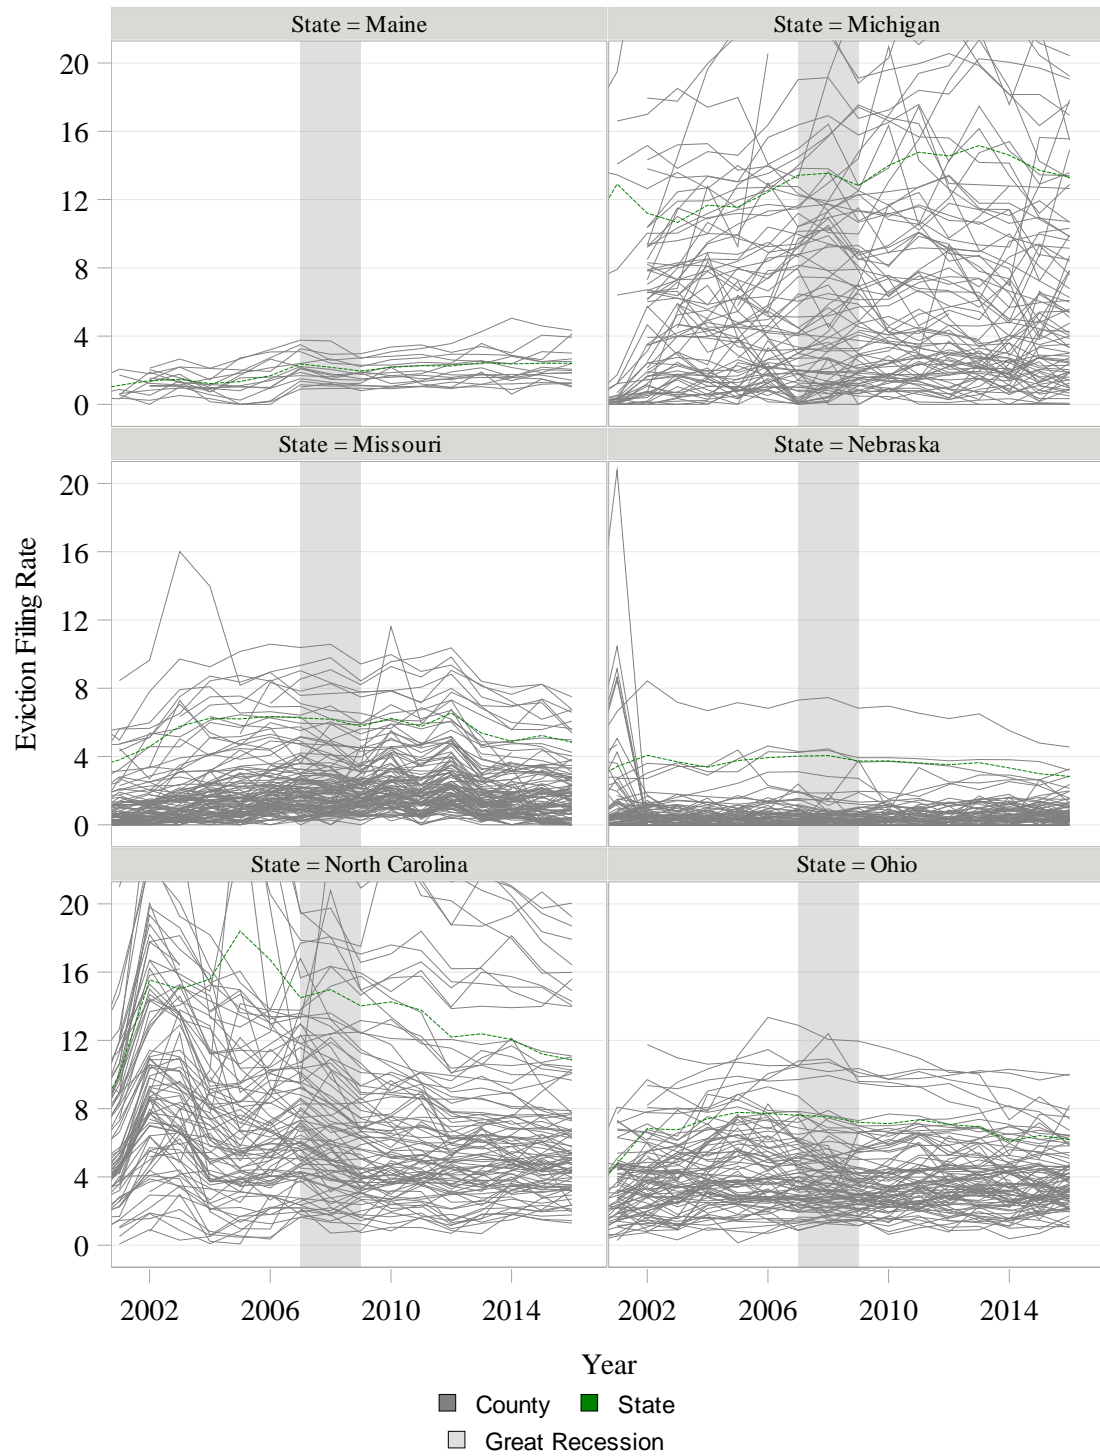 State = Maine
State = Michigan
20
16
12
8
4
0
State = Missouri
State = Nebraska
20
16
12
8
4
0
Eviction Filing Rate
State = North Carolina
State = Ohio
20
16
12
8
4
0
2002
2006
2010
2014
2002
2006
2010
2014
Year
County
State
Great Recession